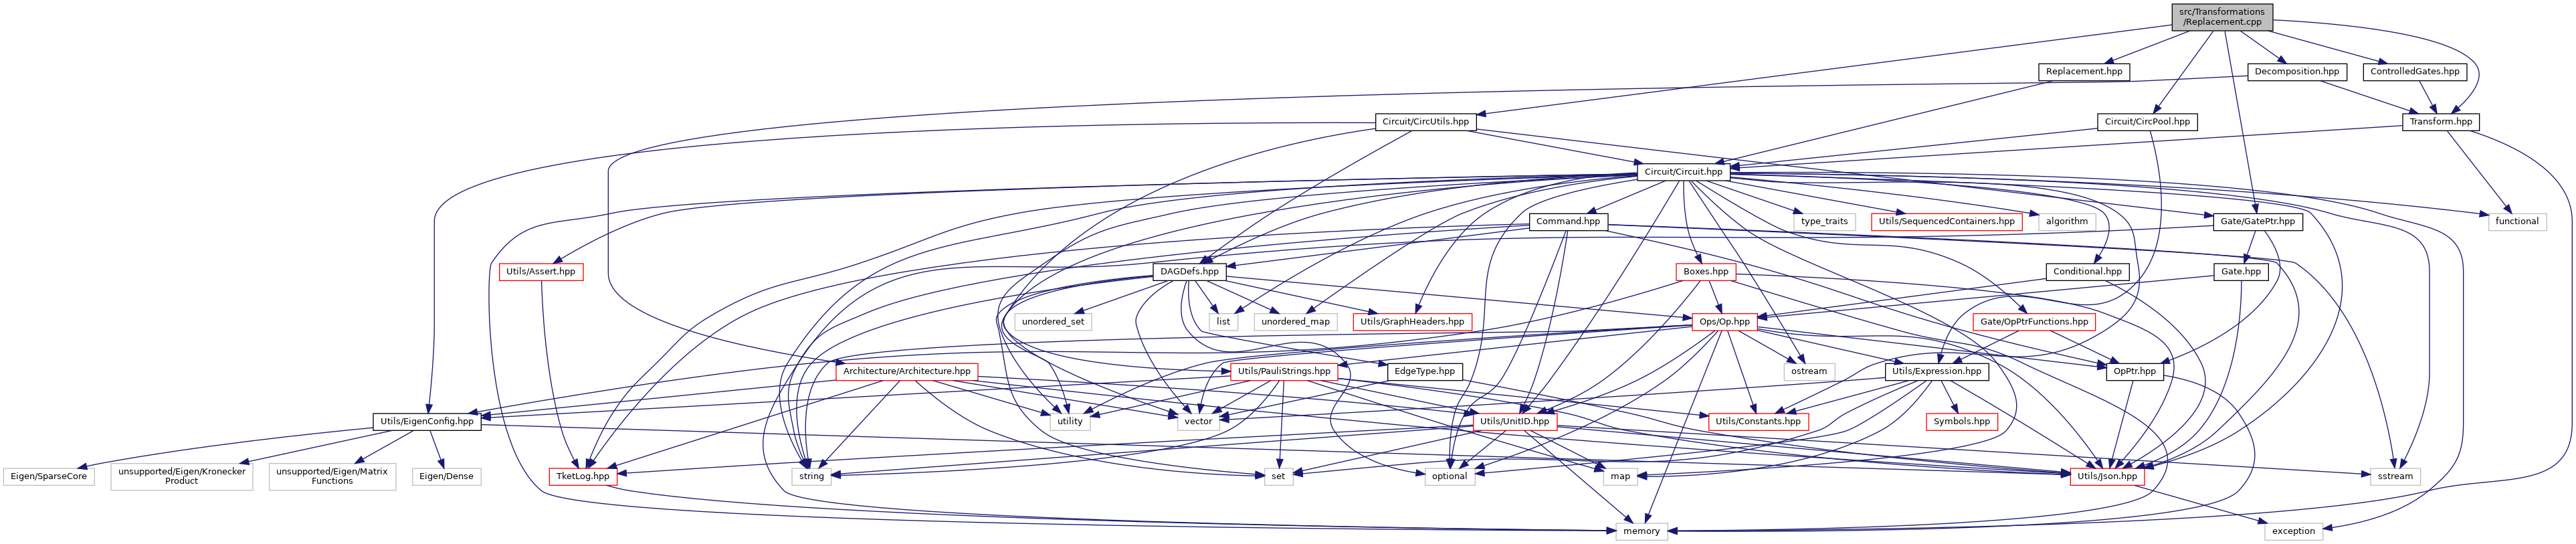 src/Transformations
/Replacement.cpp
Replacement.hpp
Decomposition.hpp
ControlledGates.hpp
Circuit/CircUtils.hpp
Circuit/CircPool.hpp
Transform.hpp
Circuit/Circuit.hpp
Command.hpp
type_traits
Utils/SequencedContainers.hpp
algorithm
Gate/GatePtr.hpp
functional
Utils/Assert.hpp
DAGDefs.hpp
Boxes.hpp
Conditional.hpp
Gate.hpp
unordered_set
list
unordered_map
Utils/GraphHeaders.hpp
Ops/Op.hpp
Gate/OpPtrFunctions.hpp
Architecture/Architecture.hpp
Utils/PauliStrings.hpp
EdgeType.hpp
ostream
Utils/Expression.hpp
OpPtr.hpp
Utils/EigenConfig.hpp
utility
vector
Utils/UnitID.hpp
Utils/Constants.hpp
Symbols.hpp
Eigen/SparseCore
unsupported/Eigen/Kronecker
Product
unsupported/Eigen/Matrix
Functions
Eigen/Dense
TketLog.hpp
string
set
optional
map
Utils/Json.hpp
sstream
memory
exception